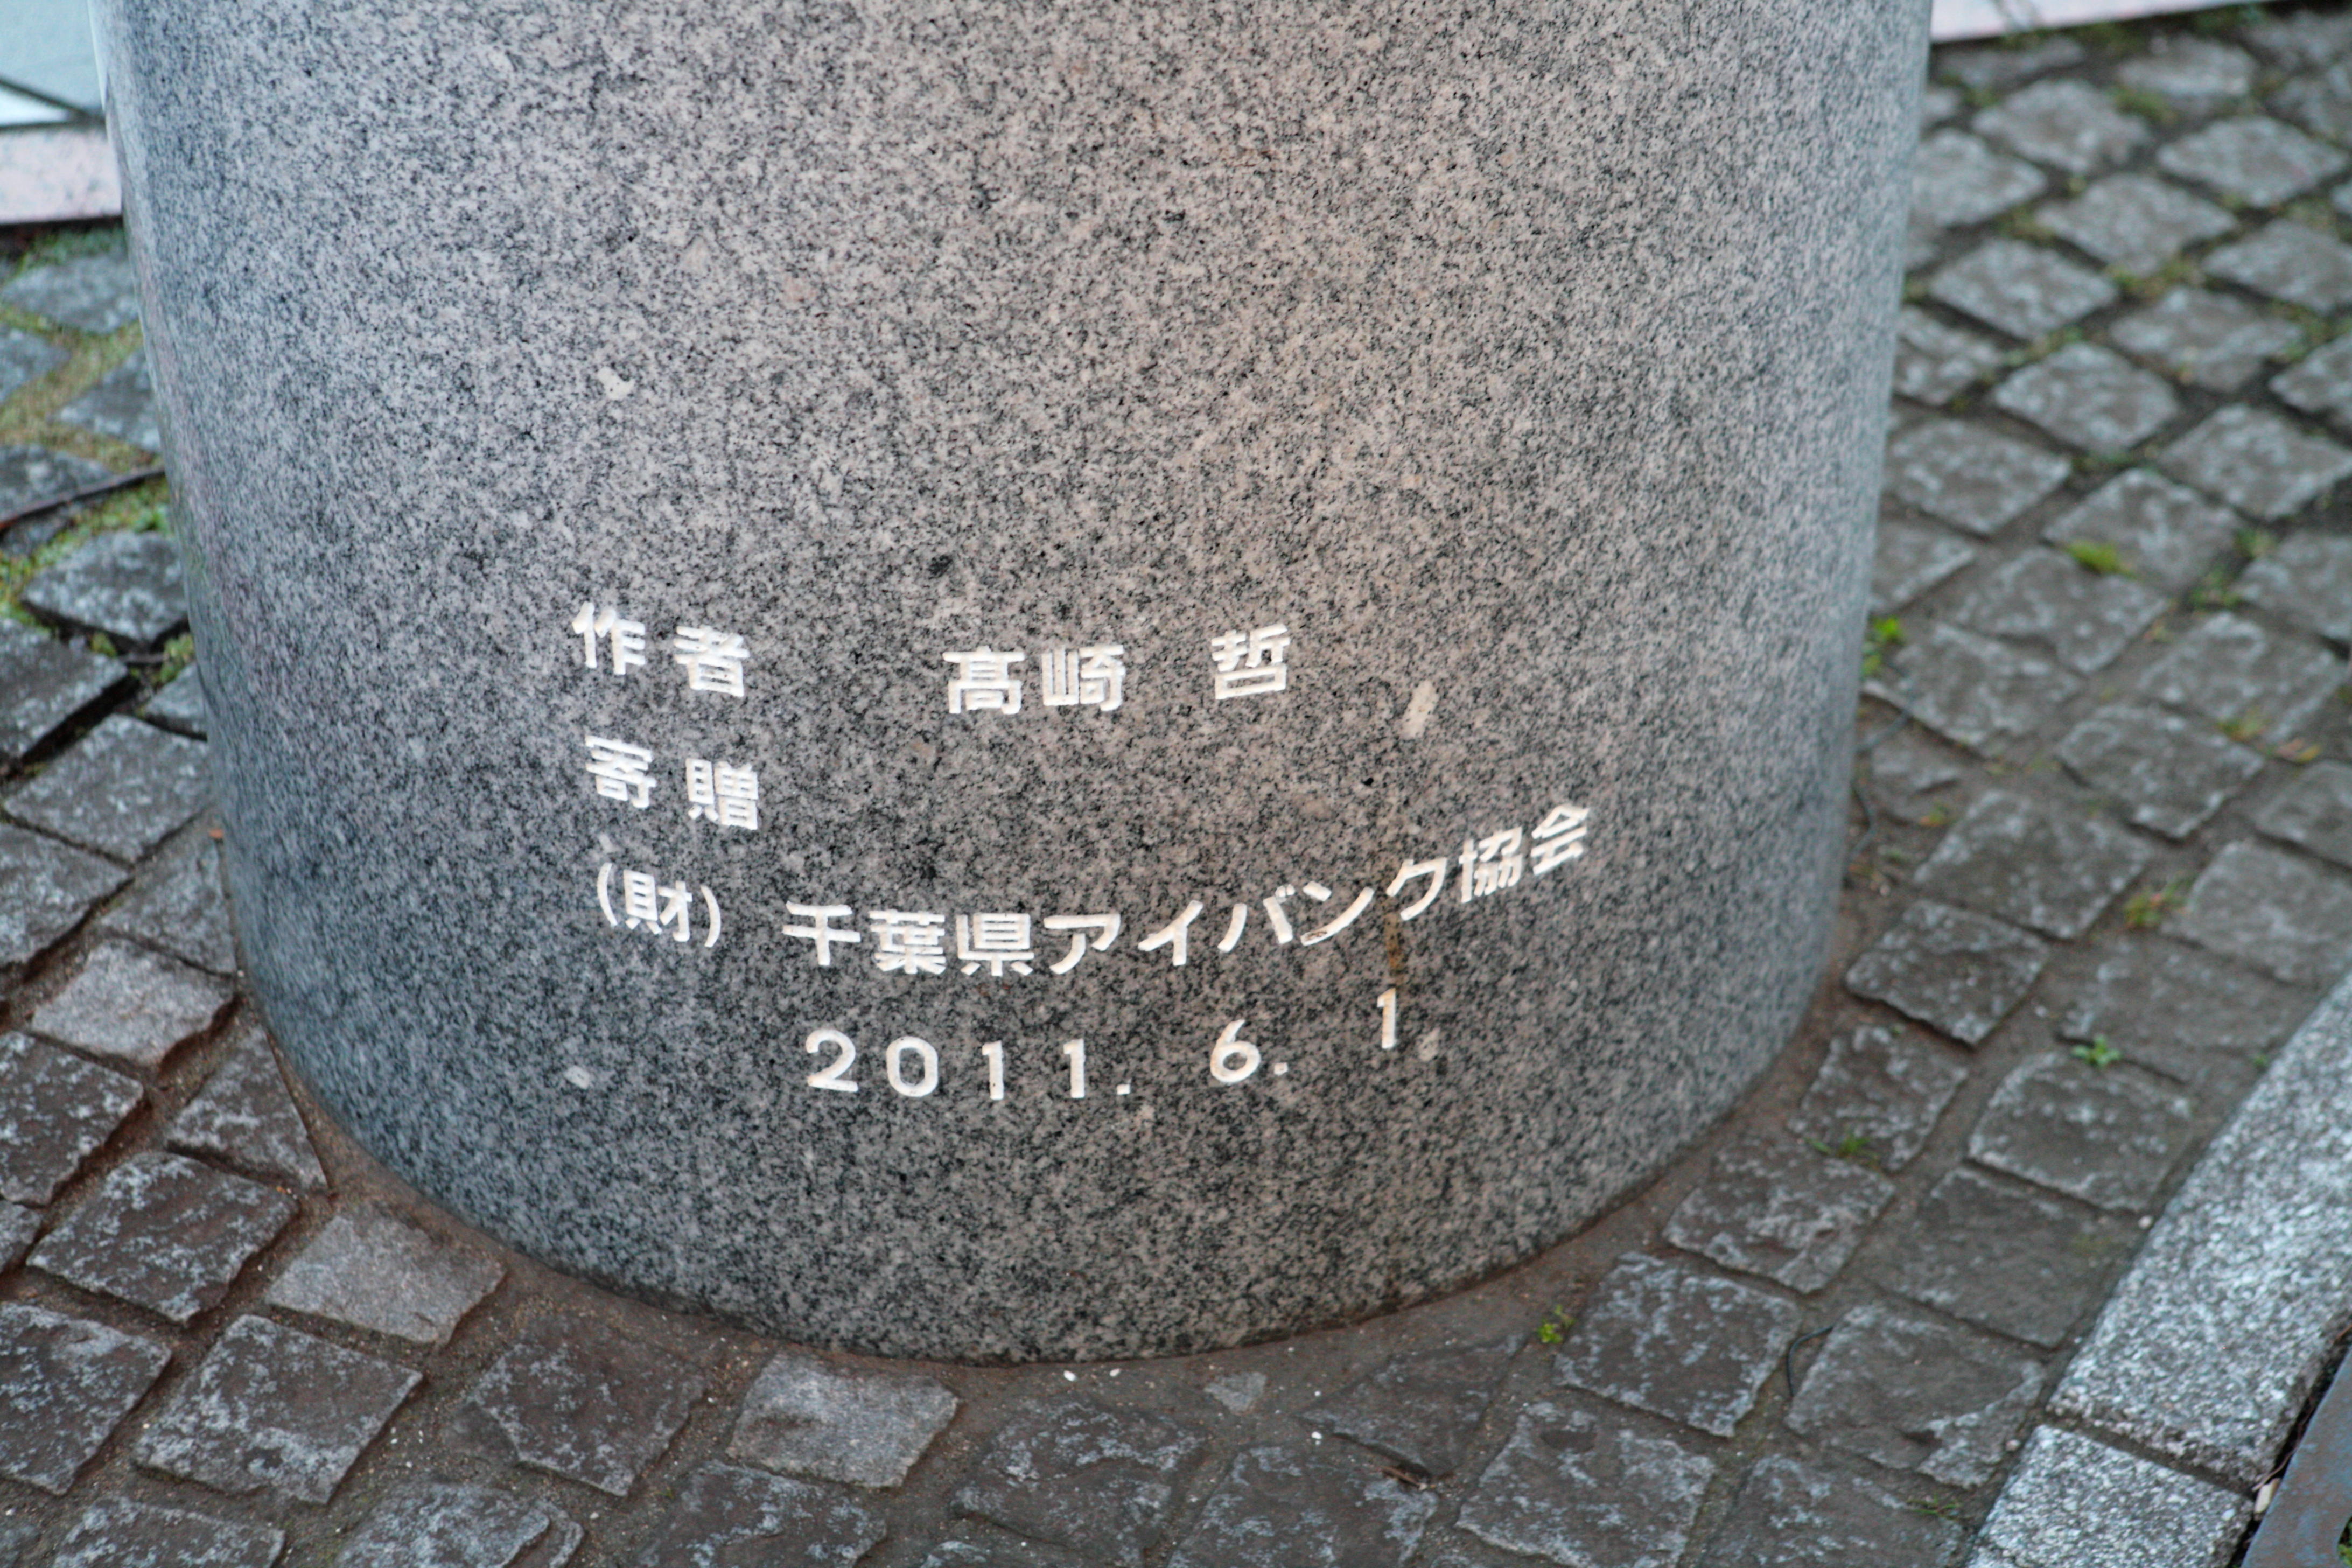 作者 髙崎 哲
寄贈
(財) 千葉県アイバンク協会
2011. 6. 1